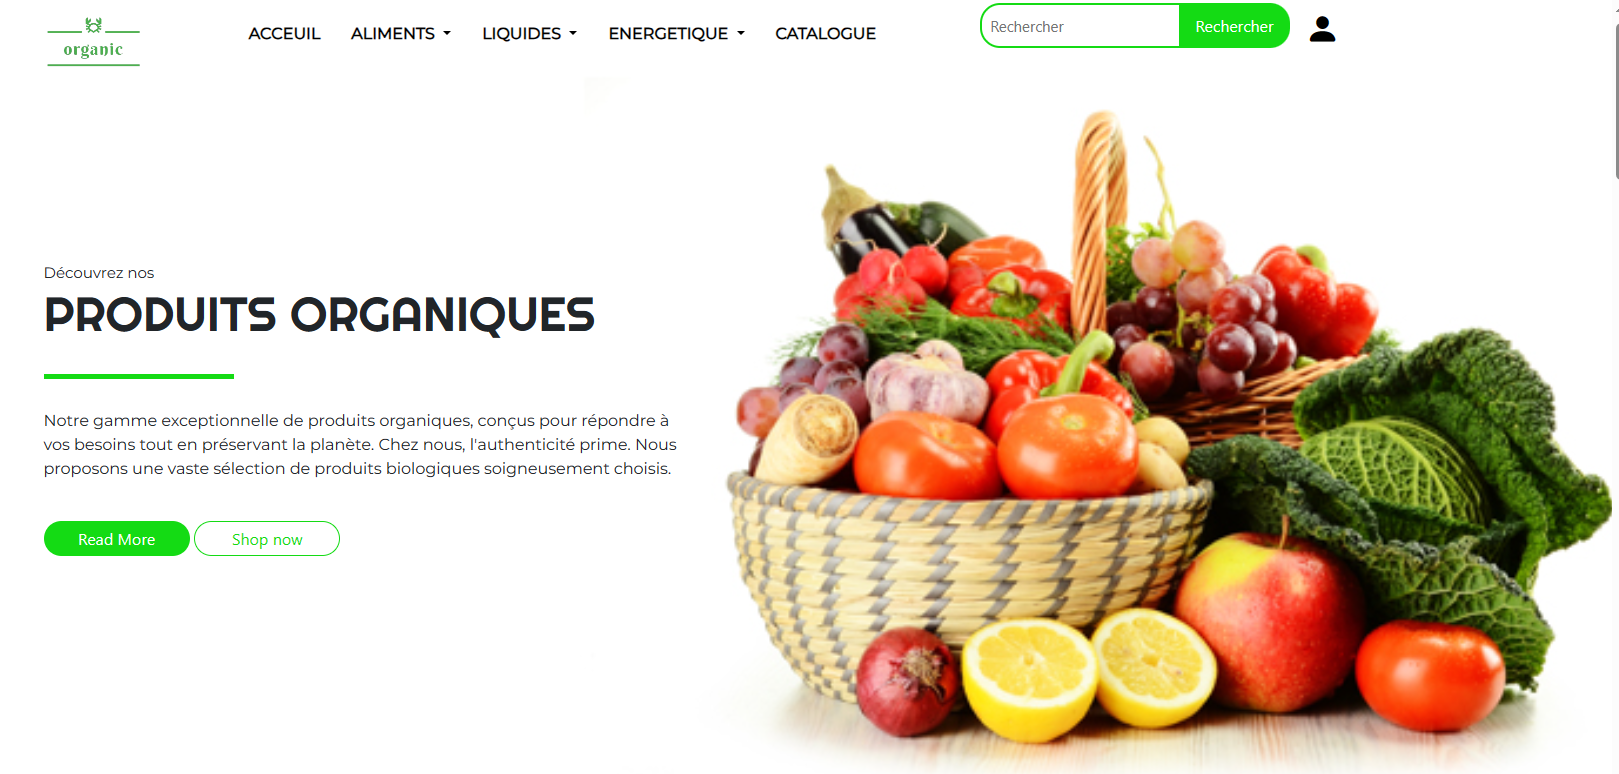 organic
ACCEUIL ALIMENTS LIQUIDES ENERGETIQUE CATALOGUE
Rechercher Rechercher
Découvrez nos
PRODUITS ORGANIQUES
Notre gamme exceptionnelle de produits organiques, conçus pour répondre à
vos besoins tout en préservant la planète. Chez nous, l'authenticité prime. Nous
proposons une vaste sélection de produits biologiques soigneusement choisis.
Read More Shop now